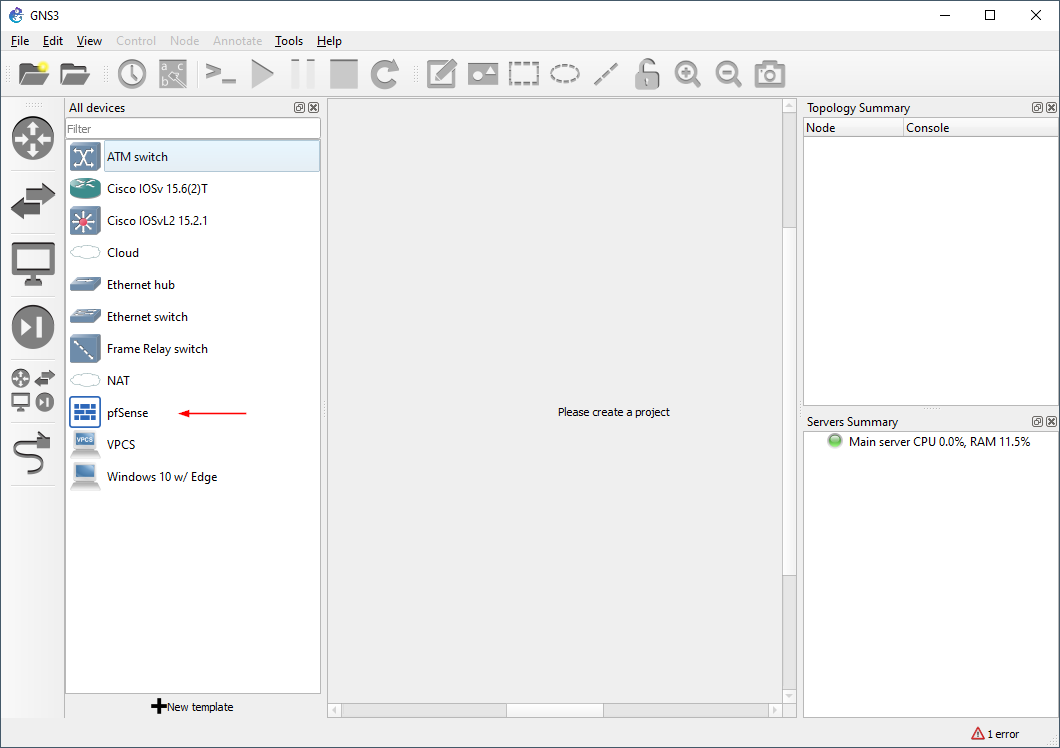 GNS3
File Edit View Control Node Annotate Tools Help
All devices
Filter
ATM switch
Cisco IOSv 15.6(2)T
Cisco IOSvL2 15.2.1
Cloud
Ethernet hub
Ethernet switch
Frame Relay switch
NAT
pfSense
VPCS
VPCS
Windows 10 w/ Edge
New template
Please create a project
Topology Summary
Node Console
Servers Summary
Main server CPU 0.0%, RAM 11.5%
1 error